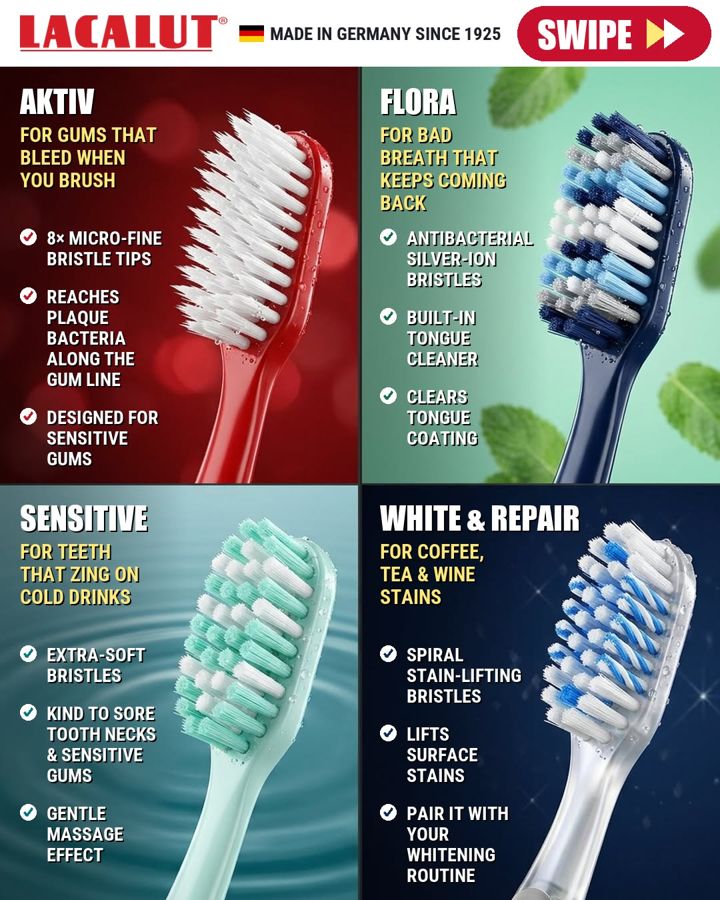 LACALUT®
MADE IN GERMANY SINCE 1925
SWIPE
AKTIV
FOR GUMS THAT
BLEED WHEN
YOU BRUSH
8× MICRO-FINE
BRISTLE TIPS
REACHES
PLAQUE
BACTERIA
ALONG THE
GUM LINE
DESIGNED FOR
SENSITIVE
GUMS
FLORA
FOR BAD
BREATH THAT
KEEPS COMING
BACK
ANTIBACTERIAL
SILVER-ION
BRISTLES
BUILT-IN
TONGUE
CLEANER
CLEARS
TONGUE
COATING
SENSITIVE
FOR TEETH
THAT ZING ON
COLD DRINKS
EXTRA-SOFT
BRISTLES
KIND TO SORE
TOOTH NECKS
& SENSITIVE
GUMS
GENTLE
MASSAGE
EFFECT
WHITE & REPAIR
FOR COFFEE,
TEA & WINE
STAINS
SPIRAL
STAIN-LIFTING
BRISTLES
LIFTS
SURFACE
STAINS
PAIR IT WITH
YOUR
WHITENING
ROUTINE